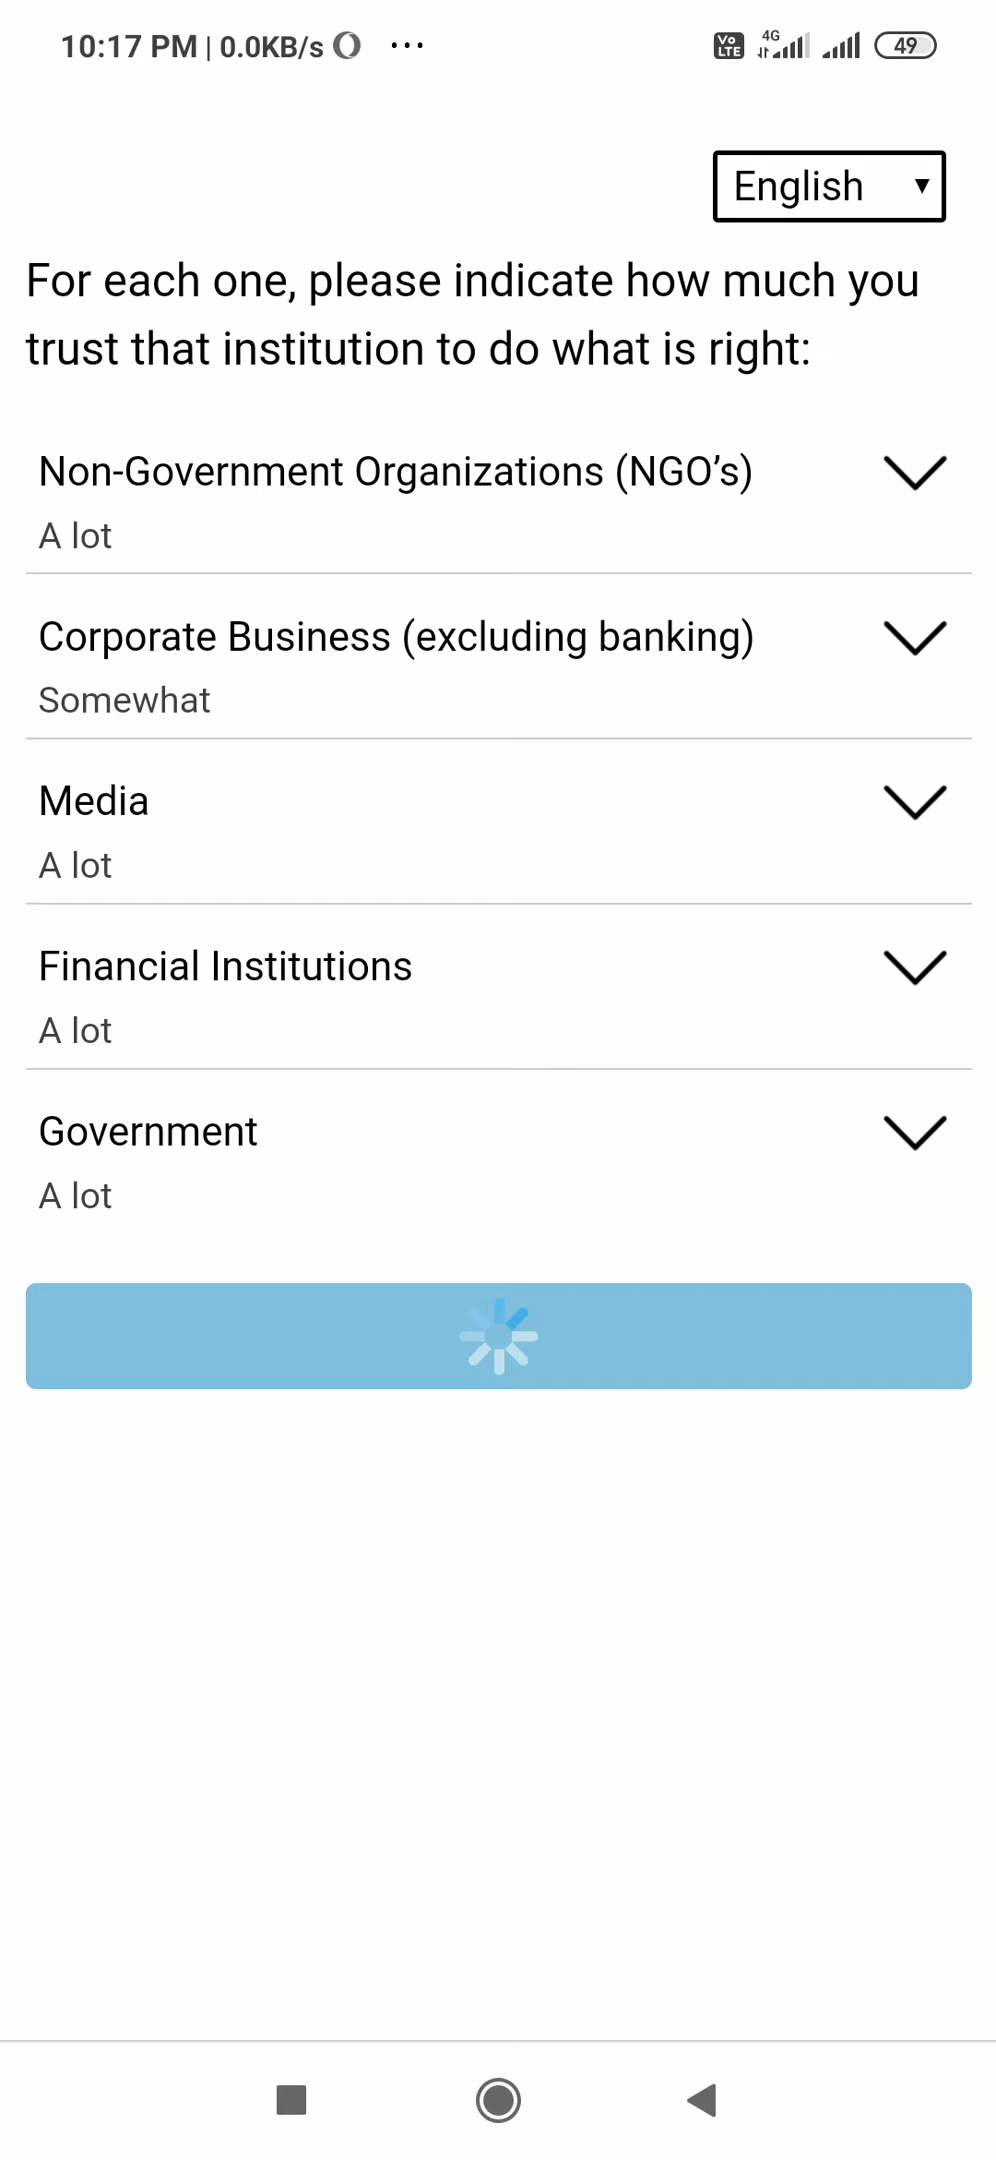 10:17 PM | 0.0KB/s ...
Vo LTE 4G 49
English
For each one, please indicate how much you
trust that institution to do what is right:
Non-Government Organizations (NGO’s)
A lot
Corporate Business (excluding banking)
Somewhat
Media
A lot
Financial Institutions
A lot
Government
A lot